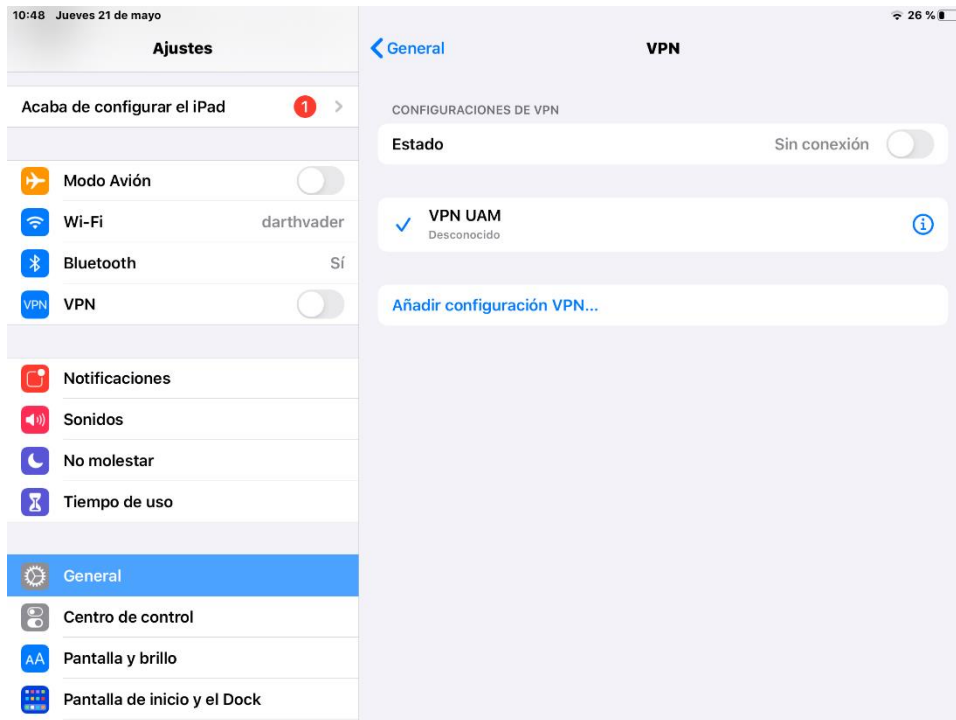 10:48 Jueves 21 de mayo
26 %
Ajustes
General
VPN
Acaba de configurar el iPad
1
CONFIGURACIONES DE VPN
Estado
Sin conexión
Modo Avión
Wi-Fi
darthvader
VPN UAM
Desconocido
Bluetooth
Sí
VPN
VPN
Añadir configuración VPN...
Notificaciones
Sonidos
No molestar
Tiempo de uso
General
Centro de control
AA
Pantalla y brillo
Pantalla de inicio y el Dock